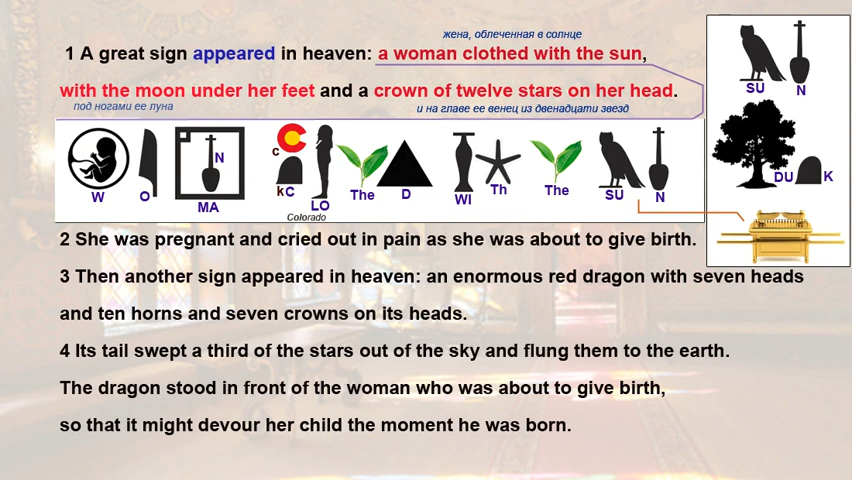 жена, облеченная в солнце
1 A great sign appeared in heaven: a woman clothed with the sun,
with the moon under her feet and a crown of twelve stars on her head.
под ногами ее луна
и на главе ее венец из двенадцати звезд
SU N
DU K
W O N MA c kC LO The D WI Th The SU N
Colorado
2 She was pregnant and cried out in pain as she was about to give birth.
3 Then another sign appeared in heaven: an enormous red dragon with seven heads
and ten horns and seven crowns on its heads.
4 Its tail swept a third of the stars out of the sky and flung them to the earth.
The dragon stood in front of the woman who was about to give birth,
so that it might devour her child the moment he was born.